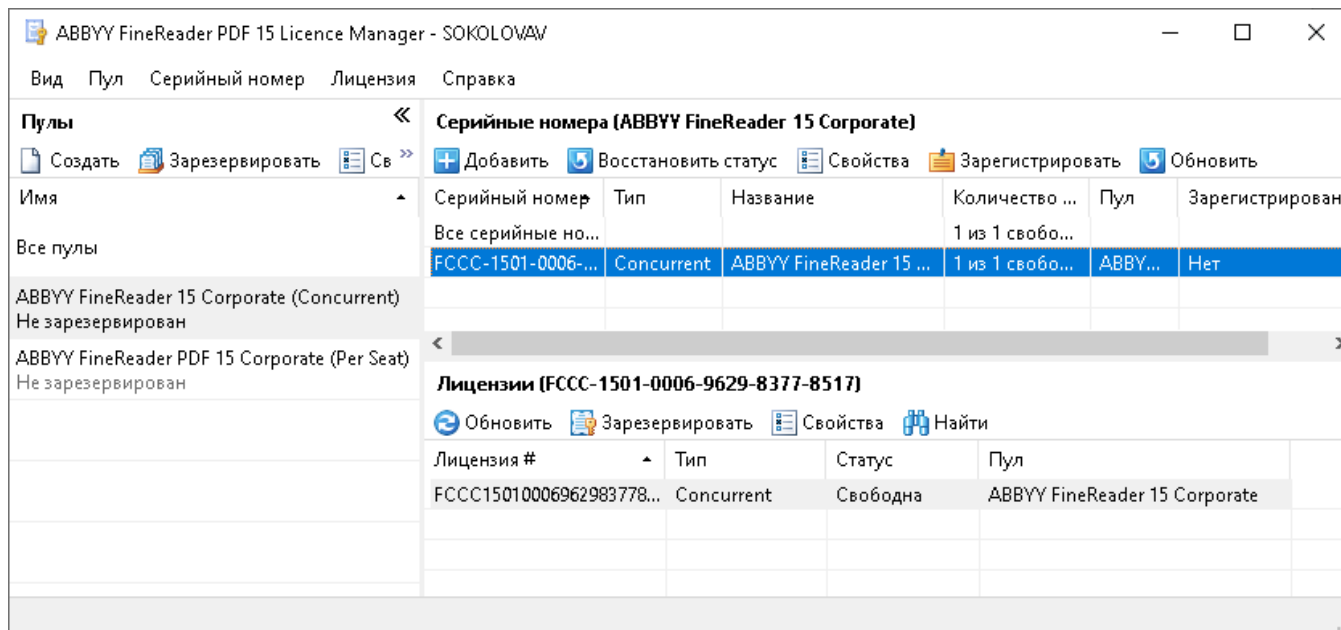 ABBYY FineReader PDF 15 Licence Manager - SOKOLOVAV
Вид Пул Серийный номер Лицензия Справка
Пулы «
Создать Зарезервировать Св »
Имя
Все пулы
ABBYY FineReader 15 Corporate (Concurrent)
Не зарезервирован
ABBYY FineReader PDF 15 Corporate (Per Seat)
Не зарезервирован
Серийные номера (ABBYY FineReader 15 Corporate)
Добавить Восстановить статус Свойства Зарегистрировать Обновить
Серийный номер Тип Название Количество ... Пул Зарегистрирован
Все серийные но... 1 из 1 свобо...
FCCC-1501-0006-... Concurrent ABBYY FineReader 15 ... 1 из 1 свобо... ABBY... Нет
Лицензии (FCCC-1501-0006-9629-8377-8517)
Обновить Зарезервировать Свойства Найти
Лицензия # Тип Статус Пул
FCCC15010006962983778... Concurrent Свободна ABBYY FineReader 15 Corporate